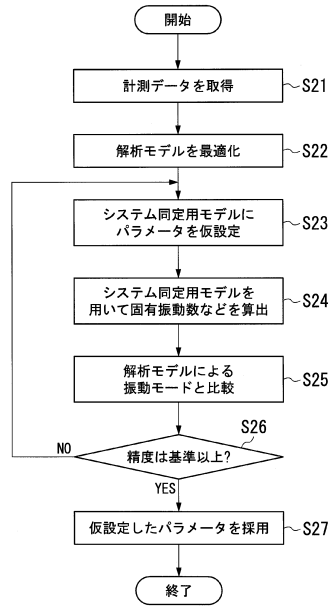 開始
計測データを取得
S21
解析モデルを最適化
S22
システム同定用モデルに
パラメータを仮設定
S23
システム同定用モデルを
用いて固有振動数などを算出
S24
解析モデルによる
振動モードと比較
S25
S26
精度は基準以上?
NO
YES
仮設定したパラメータを採用
S27
終了